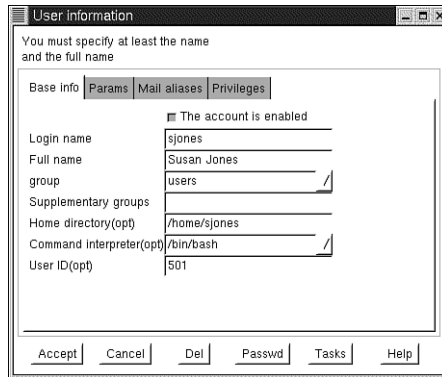 User information
You must specify at least the name
and the full name
Base info Params Mail aliases Privileges
The account is enabled
Login name sjones
Full name Susan Jones
group users
Supplementary groups
Home directory(opt) /home/sjones
Command interpreter(opt) /bin/bash
User ID(opt) 501
Accept Cancel Del Passwd Tasks Help